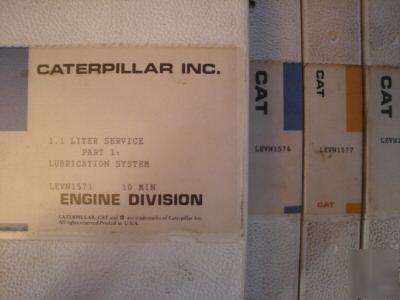 CATERPILLAR INC.
1.1 LITER SERVICE
PART 1:
LUBRICATION SYSTEM
LEVN1571 10 MIN
ENGINE DIVISION
CATERPILLAR, CAT and are trademarks of Caterpillar Inc.
All rights reserved. Printed in U.S.A.
CAT
LEVN1576
CAT
LEVN1577
CAT
CAT